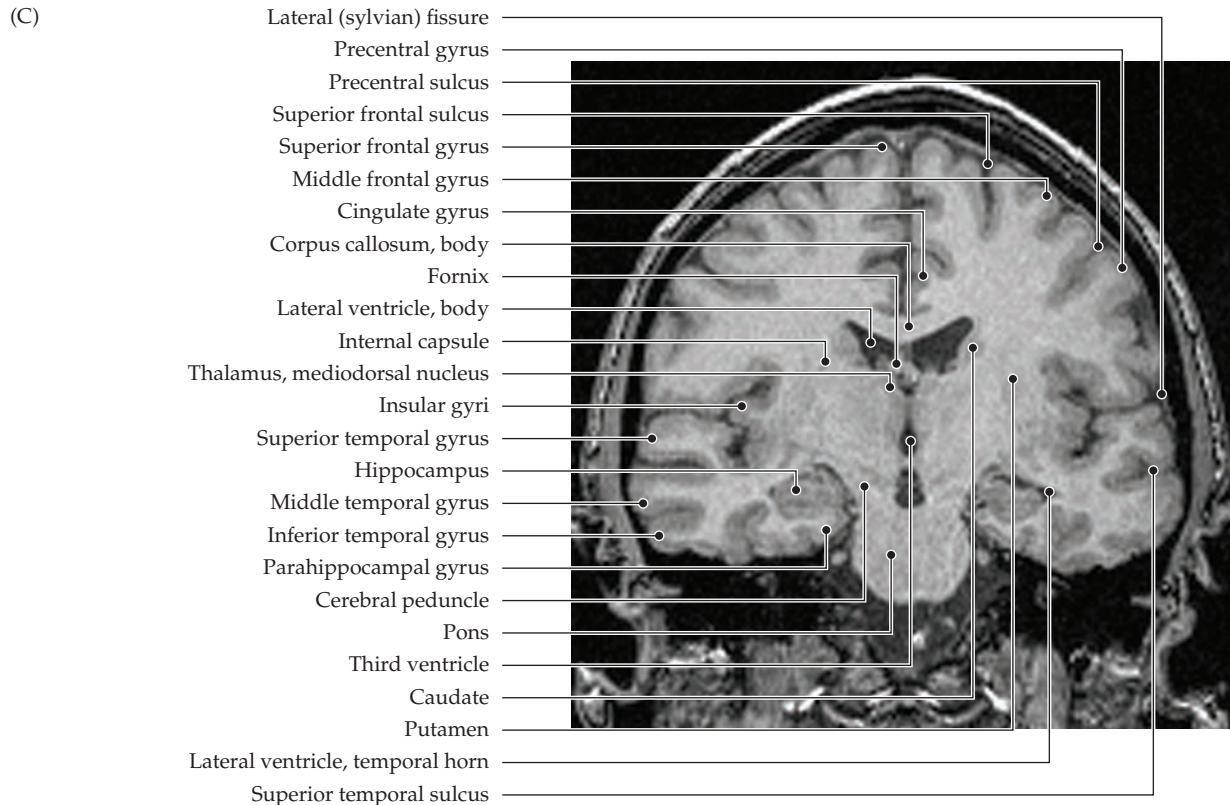 (C)
Lateral (sylvian) fissure
Precentral gyrus
Precentral sulcus
Superior frontal sulcus
Superior frontal gyrus
Middle frontal gyrus
Cingulate gyrus
Corpus callosum, body
Fornix
Lateral ventricle, body
Internal capsule
Thalamus, mediodorsal nucleus
Insular gyri
Superior temporal gyrus
Hippocampus
Middle temporal gyrus
Inferior temporal gyrus
Parahippocampal gyrus
Cerebral peduncle
Pons
Third ventricle
Caudate
Putamen
Lateral ventricle, temporal horn
Superior temporal sulcus